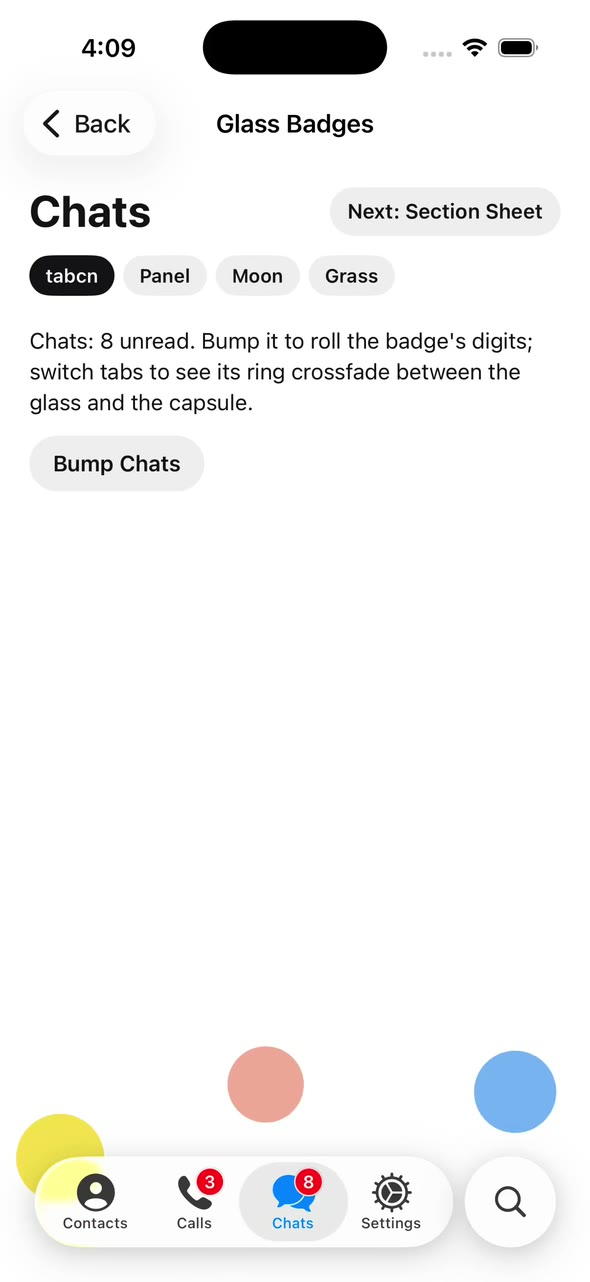 4:09
Back
Glass Badges
Chats
Next: Section Sheet
tabcn
Panel
Moon
Grass
Chats: 8 unread. Bump it to roll the badge's digits;
switch tabs to see its ring crossfade between the
glass and the capsule.
Bump Chats
3
8
Contacts
Calls
Chats
Settings